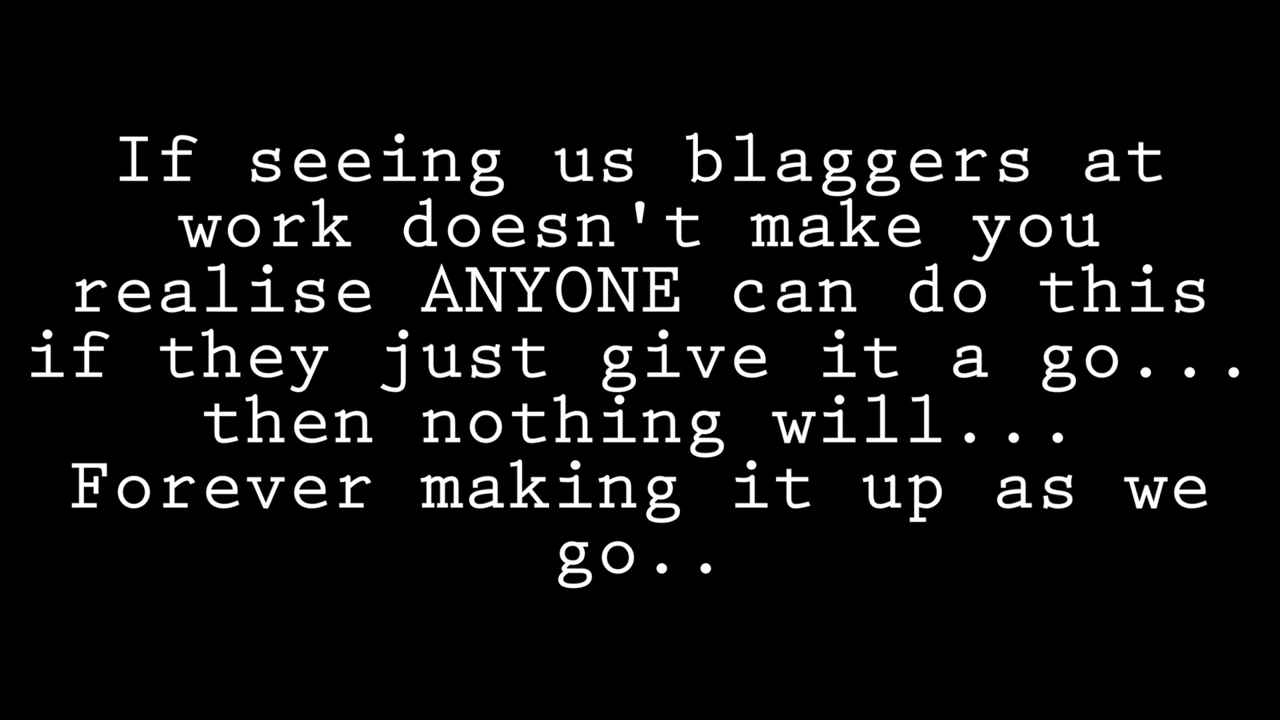 If seeing us blaggers at
work doesn't make you
realise ANYONE can do this
if they just give it a go...
then nothing will...
Forever making it up as we
go..